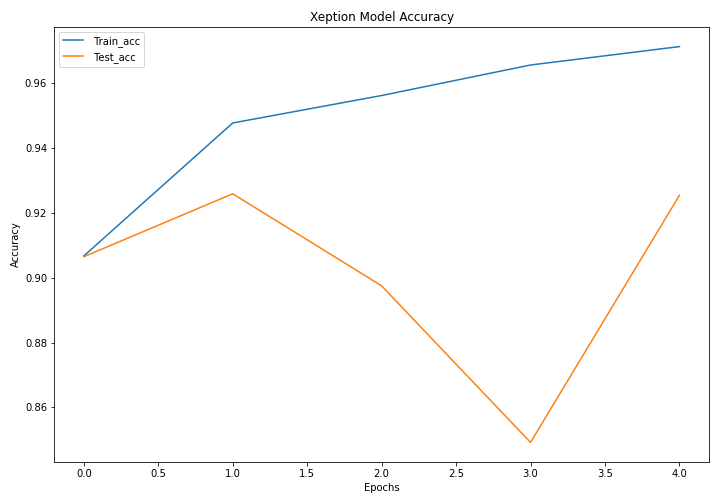 Xeption Model Accuracy
Train_acc
Test_acc
0.96
0.94
0.92
0.90
0.88
0.86
Accuracy
0.0 0.5 1.0 1.5 2.0 2.5 3.0 3.5 4.0
Epochs